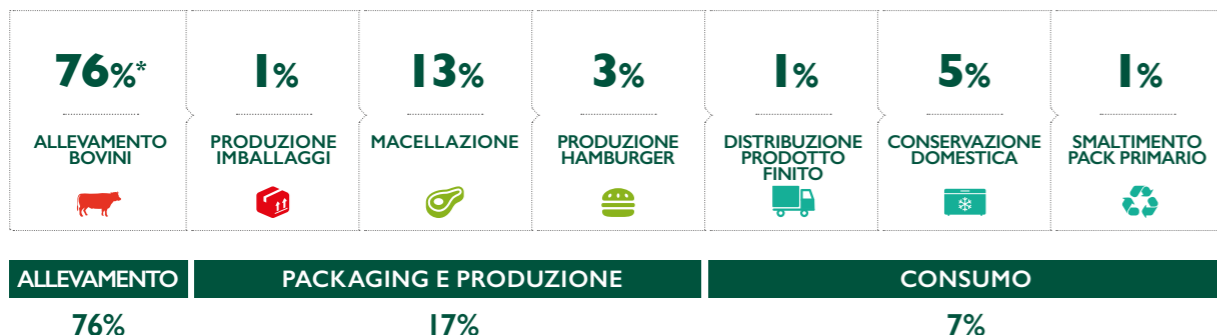 76%*
1%
13%
3%
1%
5%
1%
ALLEVAMENTO
BOVINI
PRODUZIONE
IMBALLAGGI
MACELLAZIONE
PRODUZIONE
HAMBURGER
DISTRIBUZIONE
PRODOTTO
FINITO
CONSERVAZIONE
DOMESTICA
SMALTIMENTO
PACK PRIMARIO
ALLEVAMENTO
PACKAGING E PRODUZIONE
CONSUMO
76%
17%
7%